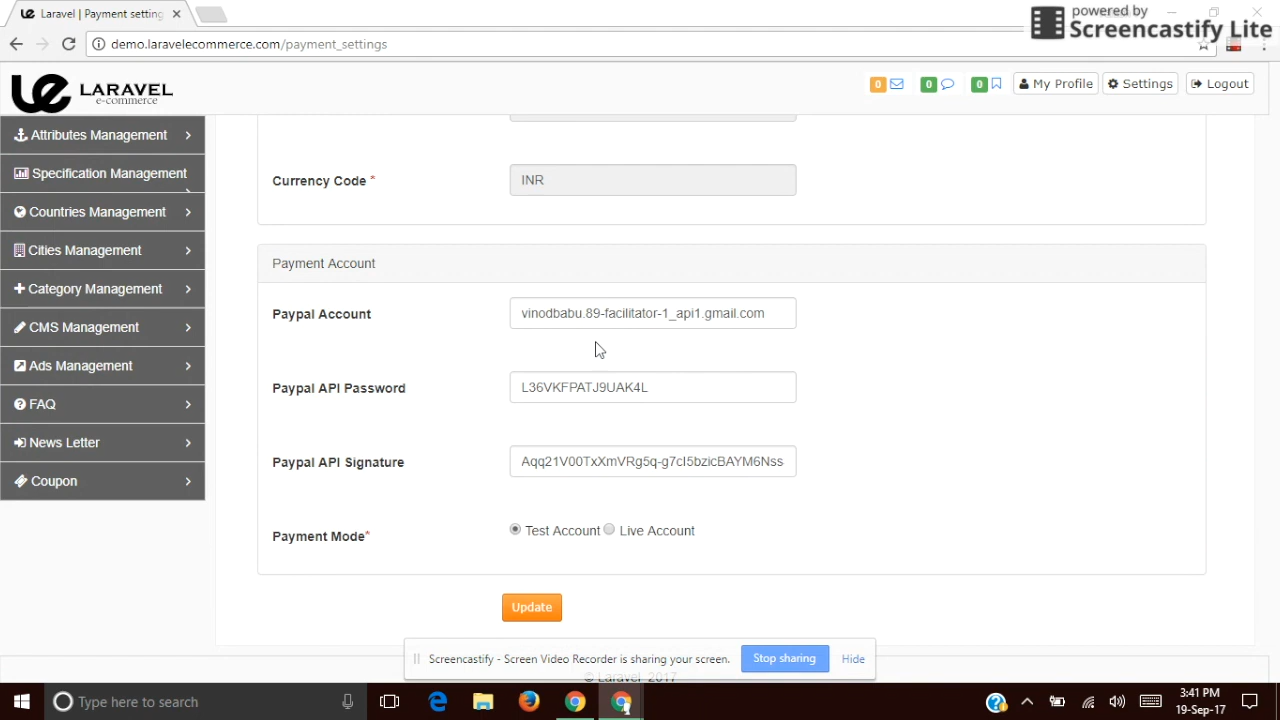 Laravel | Payment setting
powered by
Screencastify Lite
demo.laravelecommerce.com/payment_settings
LARAVEL
e-commerce
0 0 0 My Profile Settings Logout
Attributes Management
Specification Management
Countries Management
Cities Management
Category Management
CMS Management
Ads Management
FAQ
News Letter
Coupon
Currency Code * INR
Payment Account
Paypal Account vinodbabu.89-facilitator-1_api1.gmail.com
Paypal API Password L36VKFPATJ9UAK4L
Paypal API Signature Aqq21V00TxXmVRg5q-g7cI5bzicBAYM6Nss
Payment Mode* Test Account Live Account
Update
Screencastify - Screen Video Recorder is sharing your screen. Stop sharing Hide
© Laravel 2017
Type here to search
3:41 PM
19-Sep-17